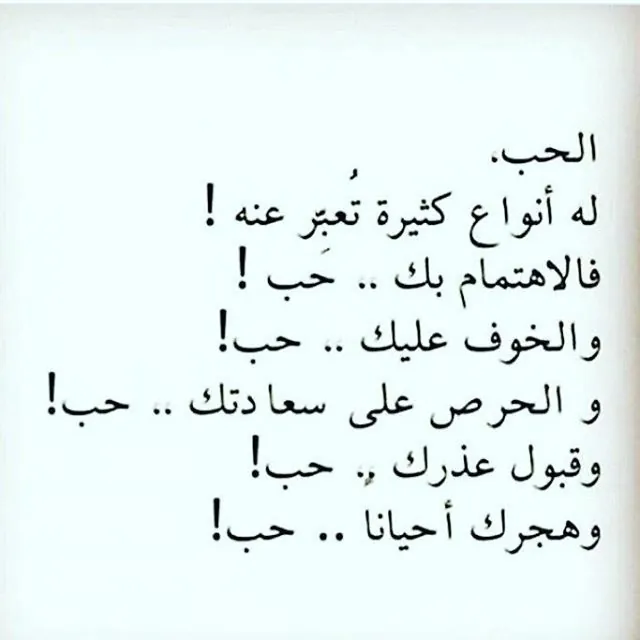 الحب،
له أنواع كثيرة تُعبِّر عنه !
فالاهتمام بك .. حَب !
والخوف عليك .. حب!
و الحرص على سعادتك .. حب!
وقبول عذرك .. حب!
وهجرك أحياناً .. حب!